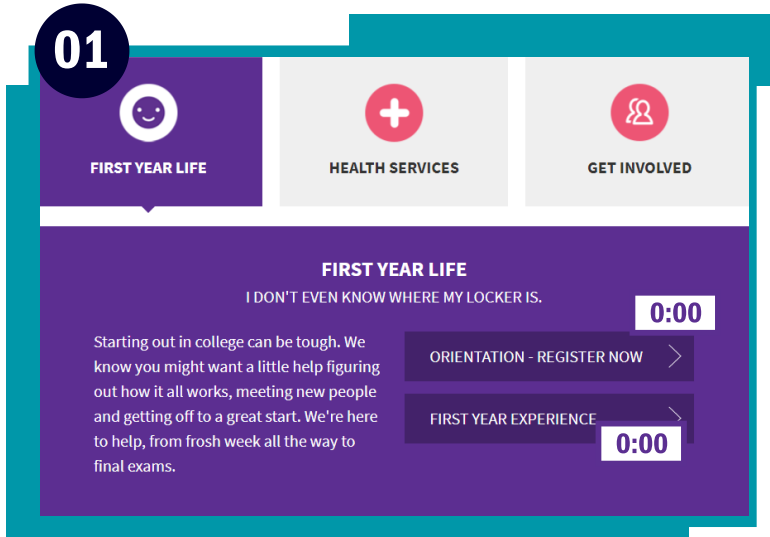 01
FIRST YEAR LIFE
HEALTH SERVICES
GET INVOLVED
FIRST YEAR LIFE
I DON'T EVEN KNOW WHERE MY LOCKER IS.
0:00
Starting out in college can be tough. We
know you might want a little help figuring
out how it all works, meeting new people
and getting off to a great start. We're here
to help, from frosh week all the way to
final exams.
ORIENTATION - REGISTER NOW
FIRST YEAR EXPERIENCE
0:00